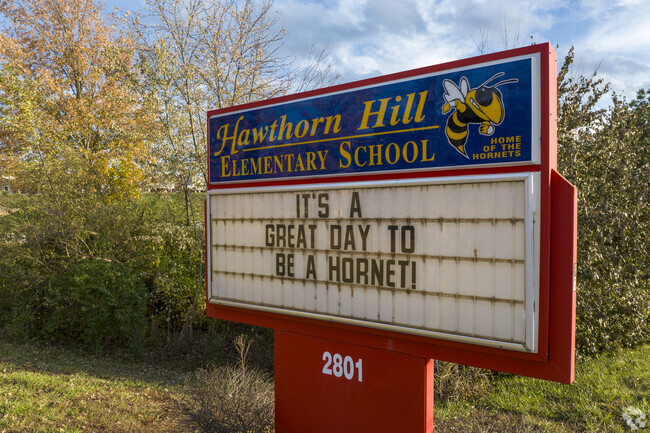 Hawthorn Hill
ELEMENTARY SCHOOL
HOME
OF THE
HORNETS
IT'S A
GREAT DAY TO
BE A HORNET!
2801